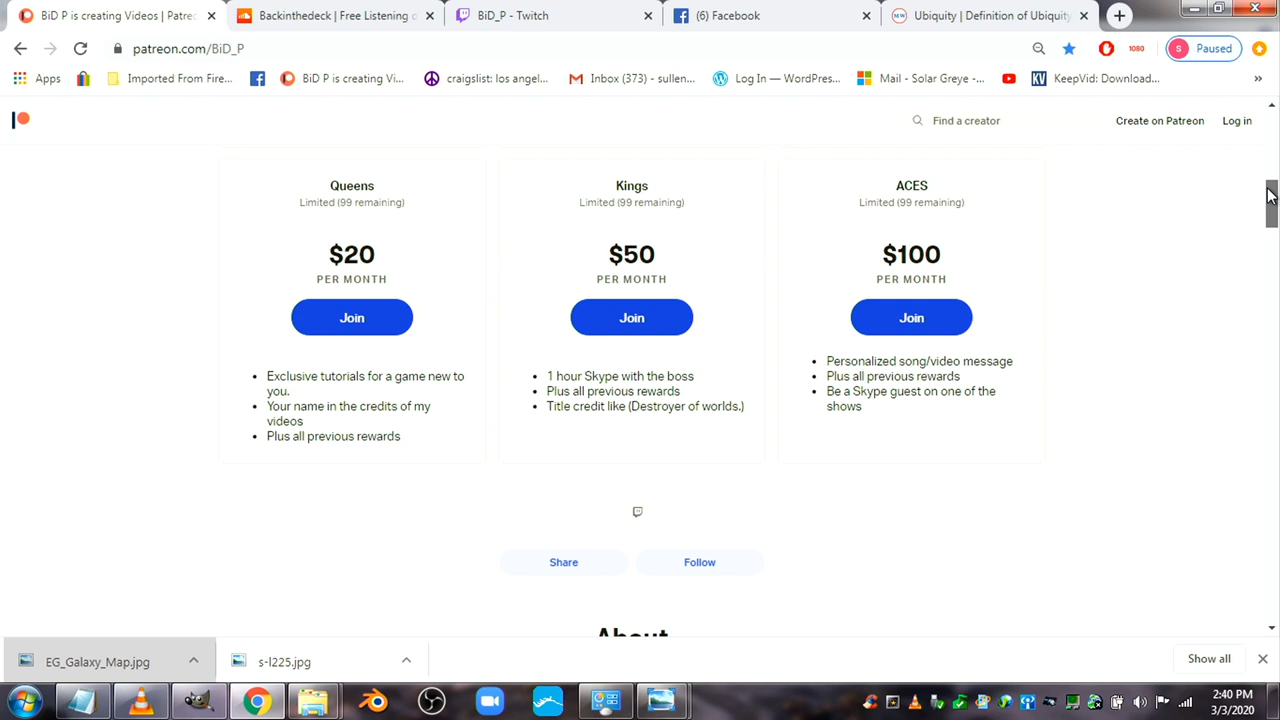 BiD P is creating Videos | Patre
Backinthedeck | Free Listening o
BiD_P - Twitch
(6) Facebook
Ubiquity | Definition of Ubiquity
patreon.com/BiD_P
1080
S
Paused
Apps
Imported From Fire...
BiD P is creating Vi...
craigslist: los angel...
Inbox (373) - sullen...
Log In — WordPres...
Mail - Solar Greye -...
KV
KeepVid: Download...
»
Find a creator
Create on Patreon
Log in
Queens
Limited (99 remaining)
$20
PER MONTH
Join
• Exclusive tutorials for a game new to
you.
• Your name in the credits of my
videos
• Plus all previous rewards
Kings
Limited (99 remaining)
$50
PER MONTH
Join
• 1 hour Skype with the boss
• Plus all previous rewards
• Title credit like (Destroyer of worlds.)
ACES
Limited (99 remaining)
$100
PER MONTH
Join
• Personalized song/video message
• Plus all previous rewards
• Be a Skype guest on one of the
shows
Share
Follow
About
EG_Galaxy_Map.jpg
s-l225.jpg
Show all
2:40 PM
3/3/2020